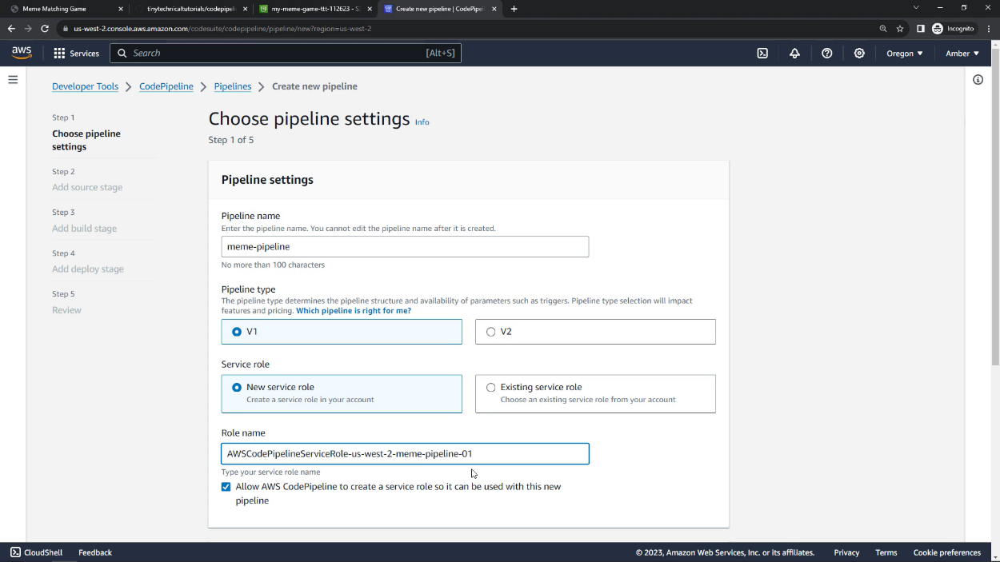 Meme Matching Game
tinytechnicaltutorials/codepipeli
my-meme-game-ttt-112623 - S
Create new pipeline | CodePipel
us-west-2.console.aws.amazon.com/codesuite/codepipeline/pipeline/new?region=us-west-2
Incognito
aws
Services
Search
[Alt+S]
Oregon
Amber
Developer Tools
CodePipeline
Pipelines
Create new pipeline
Step 1
Choose pipeline
settings
Step 2
Add source stage
Step 3
Add build stage
Step 4
Add deploy stage
Step 5
Review
Choose pipeline settings Info
Step 1 of 5
Pipeline settings
Pipeline name
Enter the pipeline name. You cannot edit the pipeline name after it is created.
meme-pipeline
No more than 100 characters
Pipeline type
The pipeline type determines the pipeline structure and availability of parameters such as triggers. Pipeline type selection will impact
features and pricing. Which pipeline is right for me?
V1
V2
Service role
New service role
Create a service role in your account
Existing service role
Choose an existing service role from your account
Role name
AWSCodePipelineServiceRole-us-west-2-meme-pipeline-01
Type your service role name
Allow AWS CodePipeline to create a service role so it can be used with this new
pipeline
CloudShell
Feedback
© 2023, Amazon Web Services, Inc. or its affiliates.
Privacy
Terms
Cookie preferences